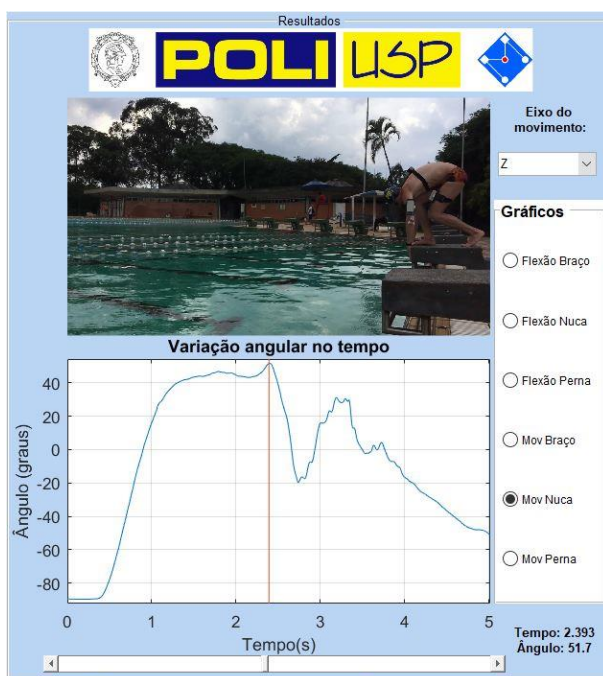 Resultados
POLI USP
Eixo do
movimento:
Z
Gráficos
Flexão Braço
Flexão Nuca
Flexão Perna
Mov Braço
Mov Nuca
Mov Perna
Variação angular no tempo
Ângulo (graus)
40
20
0
-20
-40
-60
-80
0 1 2 3 4 5
Tempo(s)
Tempo: 2.393
Ângulo: 51.7